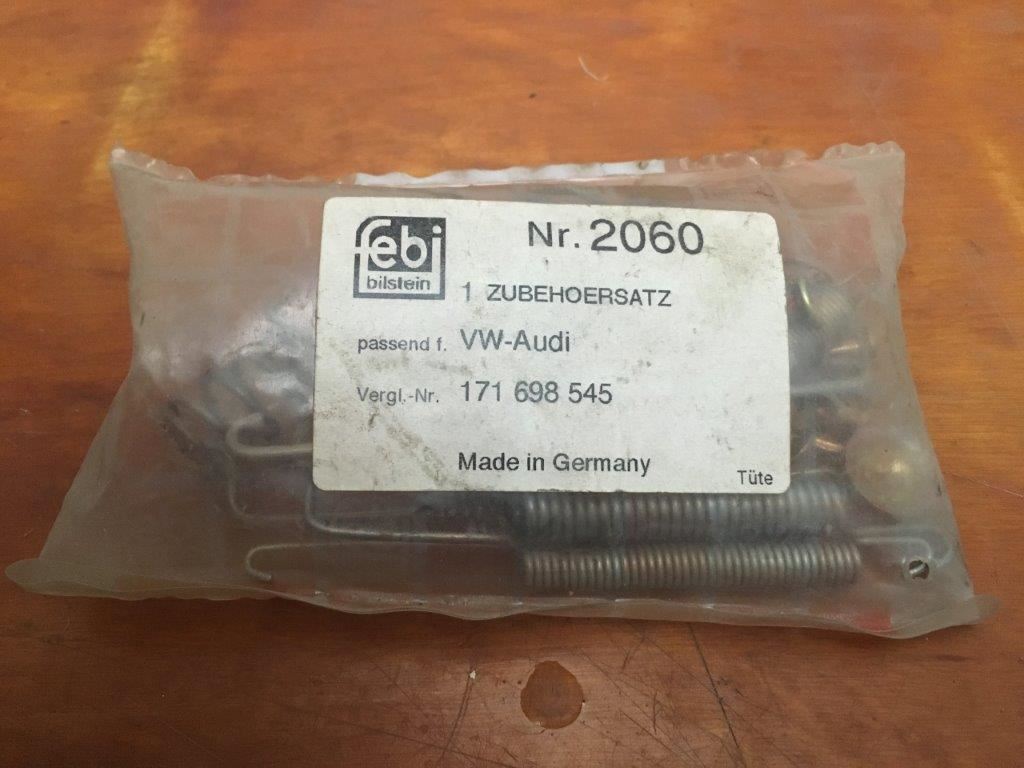 febi
bilstein
Nr. 2060
1 ZUBEHOERSATZ
passend f. VW-Audi
Vergl.-Nr. 171 698 545
Made in Germany
Tüte